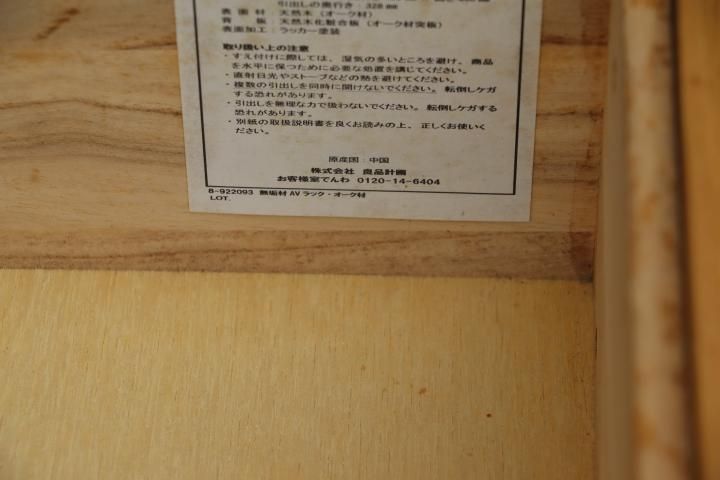 引出しの奥行き：328㎜
表面材：天然木（オーク材）
背板：天然木化粧合板（オーク材突板）
表面加工：ラッカー塗装
取り扱い上の注意
・すえ付けに際しては、湿気の多いところを避け、商品
を水平に保つために必要な処置を講じてください。
・直射日光やストーブなどの熱を避けてください。
・複数の引出しを同時に開けないでください。転倒しケガ
する恐れがあります。
・引出しを無理な力で扱わないでください。転倒しケガする
恐れがあります。
・別紙の取扱説明書を良くお読みの上、正しくお使いく
ださい。
原産国：中国
株式会社 良品計画
お客様室でんわ 0120-14-6404
8-922093 無垢材AVラック・オーク材
LOT.